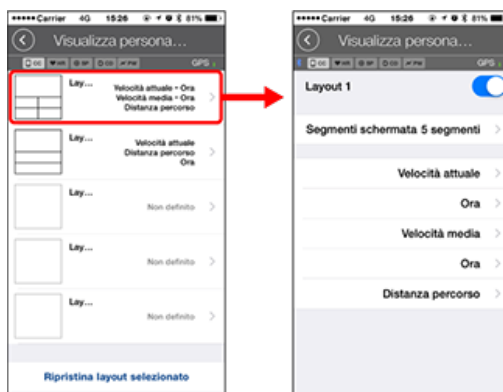 Carrier 4G 15:26 81%
Visualizza persona...
GPS
Lay...
Velocità attuale - Ora
Velocità media - Ora
Distanza percorso
Lay...
Velocità attuale
Distanza percorso
Ora
Lay...
Non definito
Lay...
Non definito
Lay...
Non definito
Ripristina layout selezionato
Carrier 4G 15:26 81%
Visualizza persona...
GPS
Layout 1
Segmenti schermata 5 segmenti
Velocità attuale
Ora
Velocità media
Ora
Distanza percorso